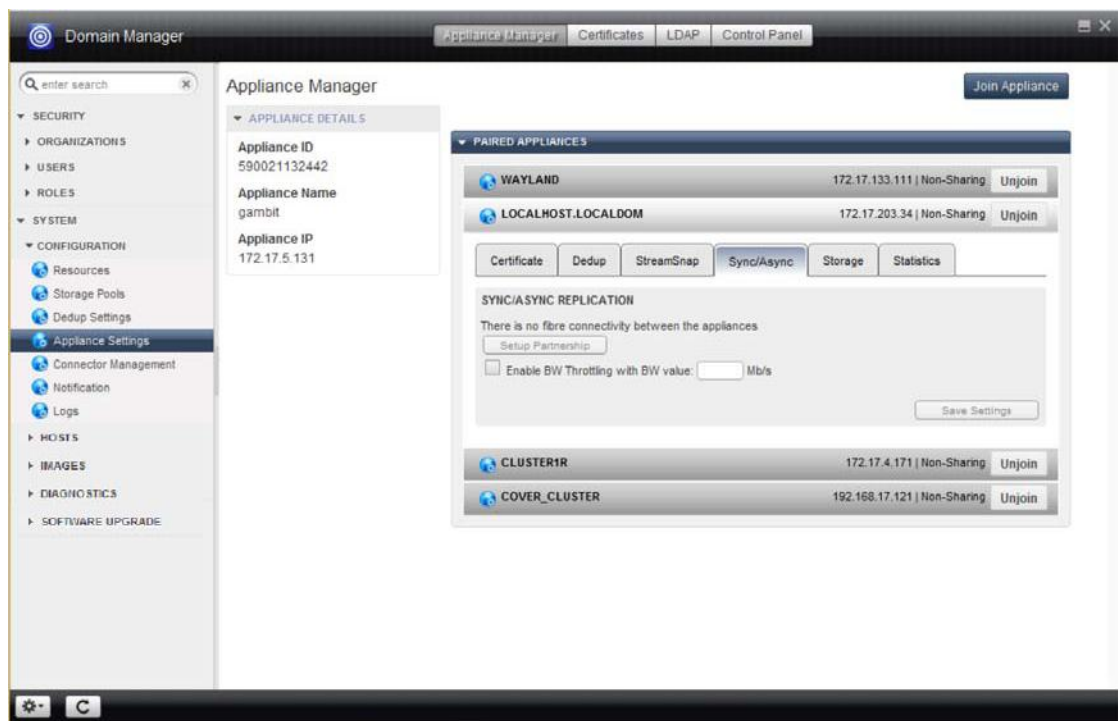 Domain Manager
Appliance Manager
Certificates
LDAP
Control Panel
enter search
SECURITY
ORGANIZATIONS
USERS
ROLES
SYSTEM
CONFIGURATION
Resources
Storage Pools
Dedup Settings
Appliance Settings
Connector Management
Notification
Logs
HOSTS
IMAGES
DIAGNOSTICS
SOFTWARE UPGRADE
Appliance Manager
Join Appliance
APPLIANCE DETAILS
Appliance ID
590021132442
Appliance Name
gambit
Appliance IP
172.17.5.131
PAIRED APPLIANCES
WAYLAND 172.17.133.111 | Non-Sharing Unjoin
LOCALHOST.LOCALDOM 172.17.203.34 | Non-Sharing Unjoin
Certificate Dedup StreamSnap Sync/Async Storage Statistics
SYNC/ASYNC REPLICATION
There is no fibre connectivity between the appliances
Setup Partnership
Enable BW Throttling with BW value: Mb/s
Save Settings
CLUSTER1R 172.17.4.171 | Non-Sharing Unjoin
COVER_CLUSTER 192.168.17.121 | Non-Sharing Unjoin